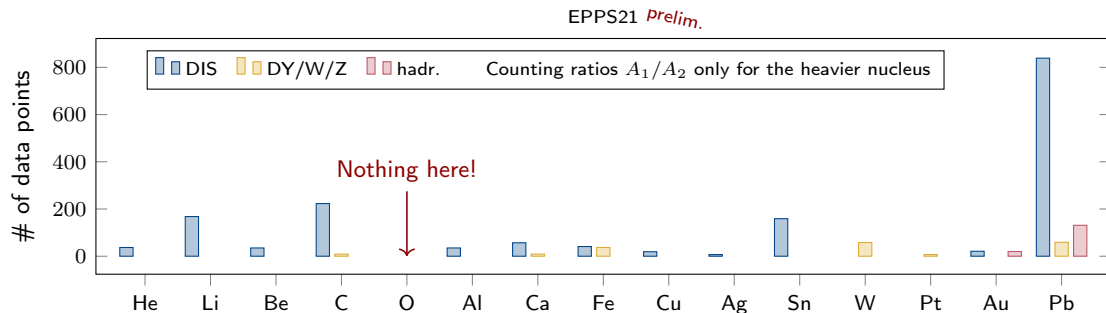 EPPS21 prelim.
DIS DY/W/Z hadr. Counting ratios A₁/A₂ only for the heavier nucleus
# of data points
800
600
400
200
0
Nothing here!
He Li Be C O Al Ca Fe Cu Ag Sn W Pt Au Pb